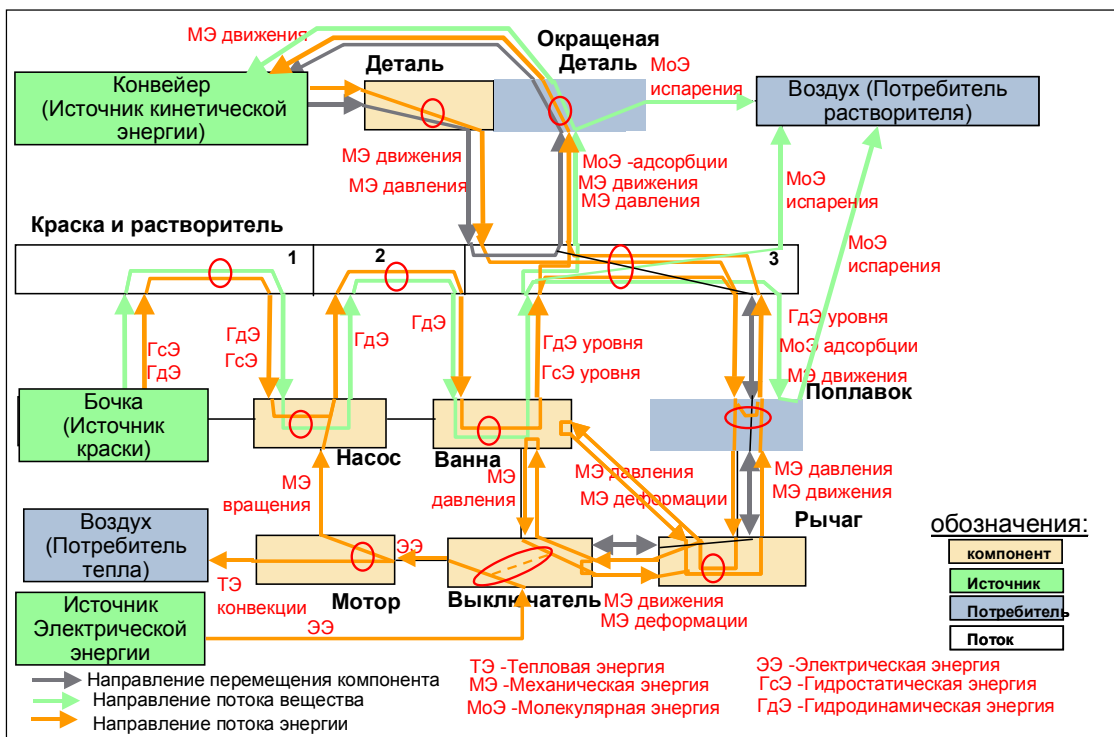 МЭ движения
Окращеная
Деталь
Деталь
МоЭ
испарения
Конвейер
(Источник кинетической
энергии)
Воздух (Потребитель
растворителя)
МЭ движения
МЭ давления
МоЭ -адсорбции
МЭ движения
МЭ давления
МоЭ
испарения
МоЭ
испарения
Краска и растворитель
1
2
3
ГсЭ
ГдЭ
ГдЭ
ГсЭ
ГдЭ
ГдЭ
ГдЭ уровня
ГсЭ уровня
ГдЭ уровня
МоЭ адсорбции
МЭ движения
Поплавок
Бочка
(Источник
краски)
Насос
Ванна
МЭ
вращения
МЭ
давления
МЭ давления
МЭ деформации
МЭ давления
МЭ движения
Рычаг
Воздух
(Потребитель
тепла)
ТЭ
конвекции
Мотор
ЭЭ
Выключатель
МЭ движения
МЭ деформации
Источник
Электрической
энергии
ЭЭ
обозначения:
компонент
Источник
Потребитель
Поток
Направление перемещения компонента
Направление потока вещества
Направление потока энергии
ТЭ -Тепловая энергия
МЭ -Механическая энергия
МоЭ -Молекулярная энергия
ЭЭ -Электрическая энергия
ГсЭ -Гидростатическая энергия
ГдЭ -Гидродинамическая энергия